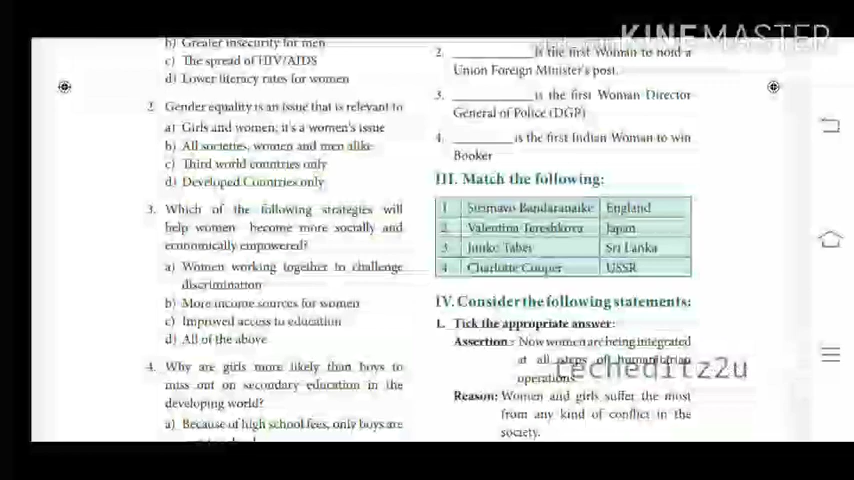 KINEMASTER
b) Greater insecurity for men
c) The spread of HIV/AIDS
d) Lower literacy rates for women
2. Gender equality is an issue that is relevant to
a) Girls and women; it's a women's issue
b) All societies, women and men alike
c) Third world countries only
d) Developed Countries only
3. Which of the following strategies will
help women become more socially and
economically empowered?
a) Women working together to challenge
discrimination
b) More income sources for women
c) Improved access to education
d) All of the above
4. Why are girls more likely than boys to
miss out on secondary education in the
developing world?
a) Because of high school fees, only boys are
2. __________ is the first Woman to hold a
Union Foreign Minister's post.
3. __________ is the first Woman Director
General of Police (DGP)
4. ________ is the first Indian Woman to win
Booker
III. Match the following:
1 Sirimavo Bandaranaike England
2 Valentina Tereshkova Japan
3 Junko Tabei Sri Lanka
4 Charlotte Cooper USSR
IV. Consider the following statements:
1. Tick the appropriate answer:
Assertion : Now women are being integrated
at all steps of humanitarian
operations.
techeditz2u
Reason: Women and girls suffer the most
from any kind of conflict in the
society.